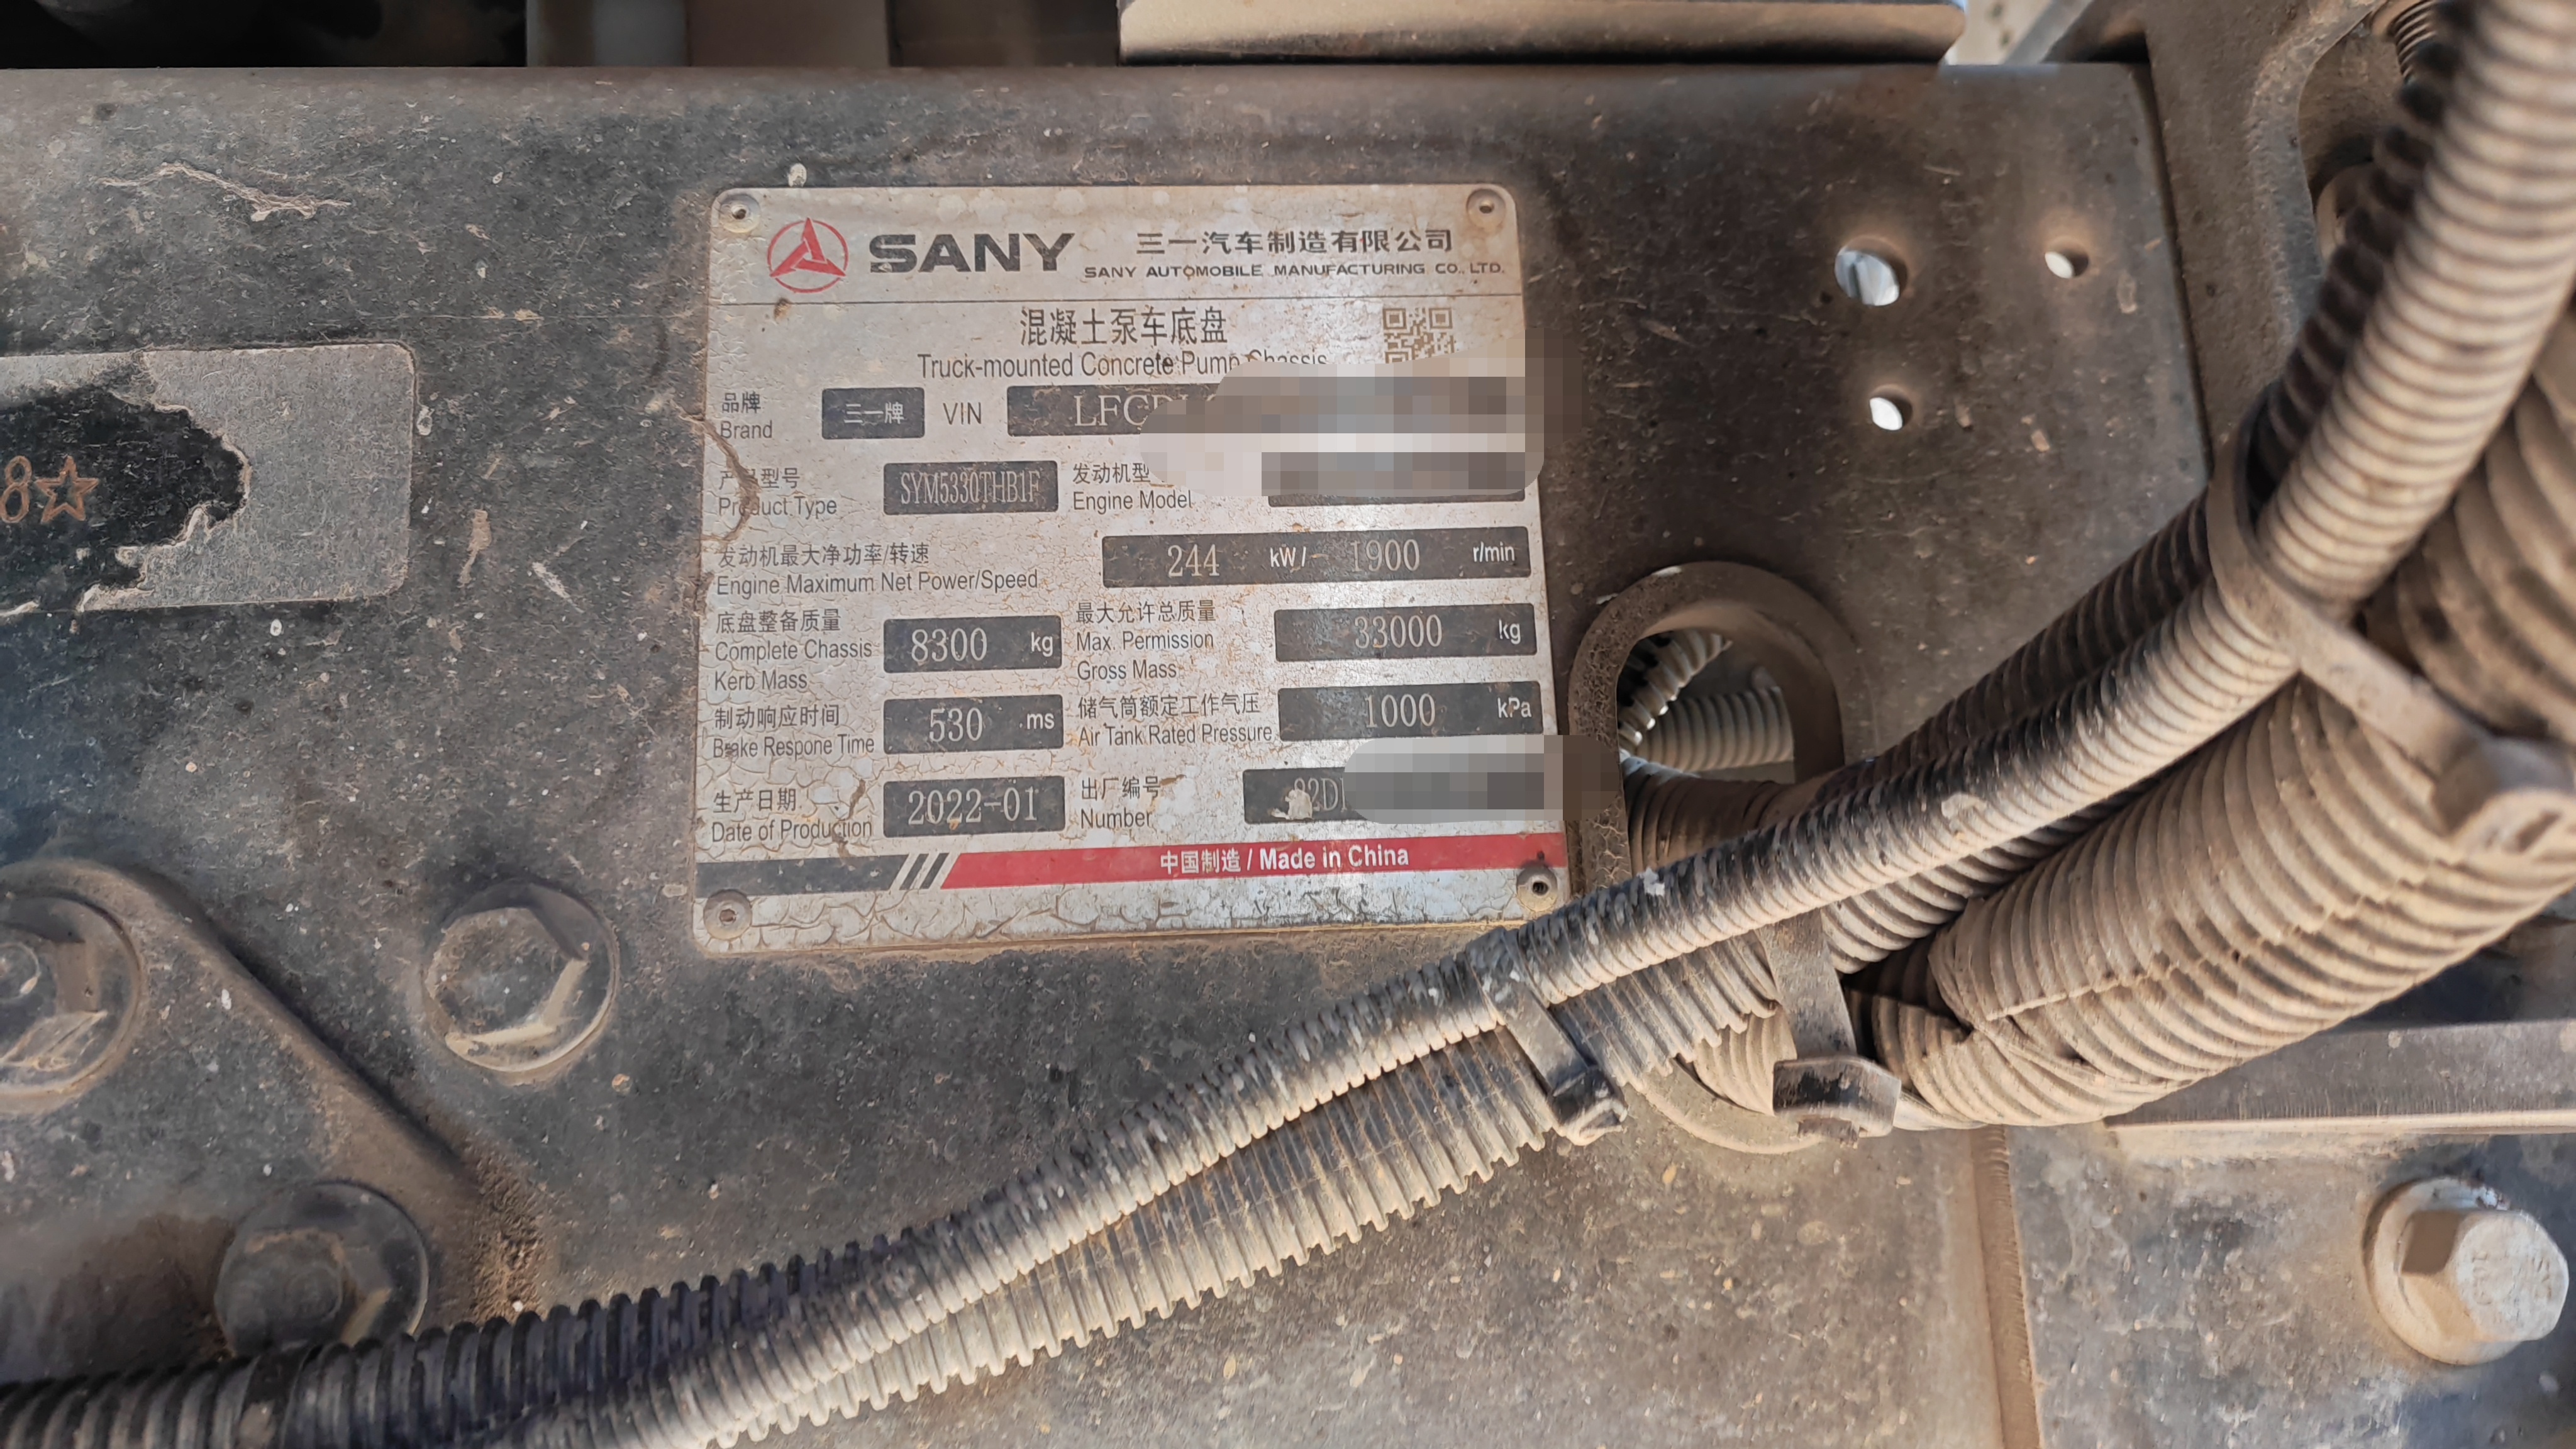 SANY 三一汽车制造有限公司
SANY AUTOMOBILE MANUFACTURING CO., LTD.
混凝土泵车底盘
Truck-mounted Concrete Pump Chassis
品牌 三一牌 VIN
Brand
产品型号 SYM5330THB1F 发动机型
Product Type Engine Model
发动机最大净功率/转速 244 kW/ 1900 r/min
Engine Maximum Net Power/Speed
底盘整备质量 8300 kg 最大允许总质量 33000 kg
Complete Chassis Max. Permission
Kerb Mass Gross Mass
制动响应时间 530 ms 储气筒额定工作气压 1000 kPa
Brake Respone Time Air Tank Rated Pressure
生产日期 2022-01 出厂编号
Date of Production Number
中国制造 / Made in China
8☆